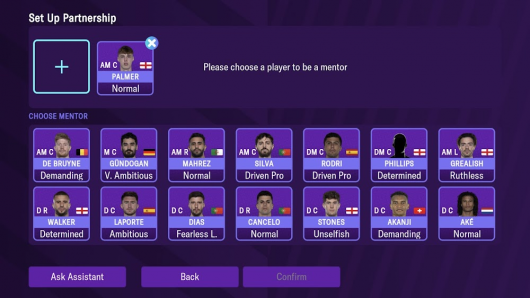 Set Up Partnership
+
AM C
PALMER
Normal
Please choose a player to be a mentor
CHOOSE MENTOR
AM C
DE BRUYNE
Demanding
M C
GÜNDOGAN
V. Ambitious
AM R
MAHREZ
Normal
AM C
SILVA
Driven Pro
DM C
RODRI
Driven Pro
DM C
PHILLIPS
Determined
AM L
GREALISH
Ruthless
D R
WALKER
Determined
D C
LAPORTE
Ambitious
D C
DIAS
Fearless L.
D R
CANCELO
Normal
D C
STONES
Unselfish
D C
AKANJI
Demanding
D C
AKÉ
Normal
Ask Assistant
Back
Confirm